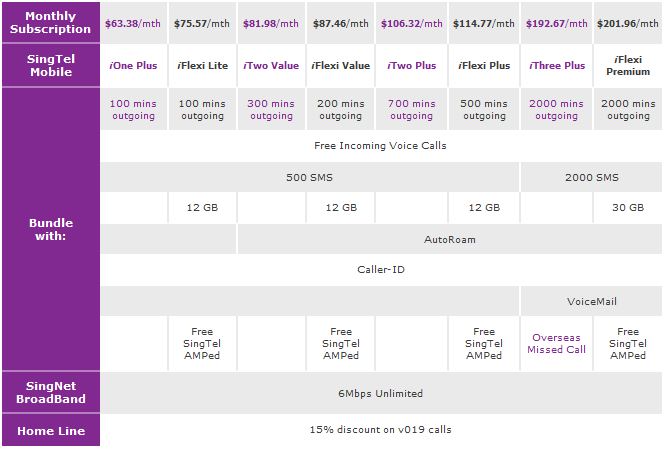 Monthly
Subscription
$63.38/mth
$75.57/mth
$81.98/mth
$87.46/mth
$106.32/mth
$114.77/mth
$192.67/mth
$201.96/mth
SingTel
Mobile
iOne Plus
iFlexi Lite
iTwo Value
iFlexi Value
iTwo Plus
iFlexi Plus
iThree Plus
iFlexi
Premium
Bundle
with:
100 mins
outgoing
100 mins
outgoing
300 mins
outgoing
200 mins
outgoing
700 mins
outgoing
500 mins
outgoing
2000 mins
outgoing
2000 mins
outgoing
Free Incoming Voice Calls
500 SMS
2000 SMS
12 GB
12 GB
12 GB
30 GB
AutoRoam
Caller-ID
VoiceMail
Free
SingTel
AMPed
Free
SingTel
AMPed
Free
SingTel
AMPed
Overseas
Missed Call
Free
SingTel
AMPed
SingNet
BroadBand
6Mbps Unlimited
Home Line
15% discount on v019 calls